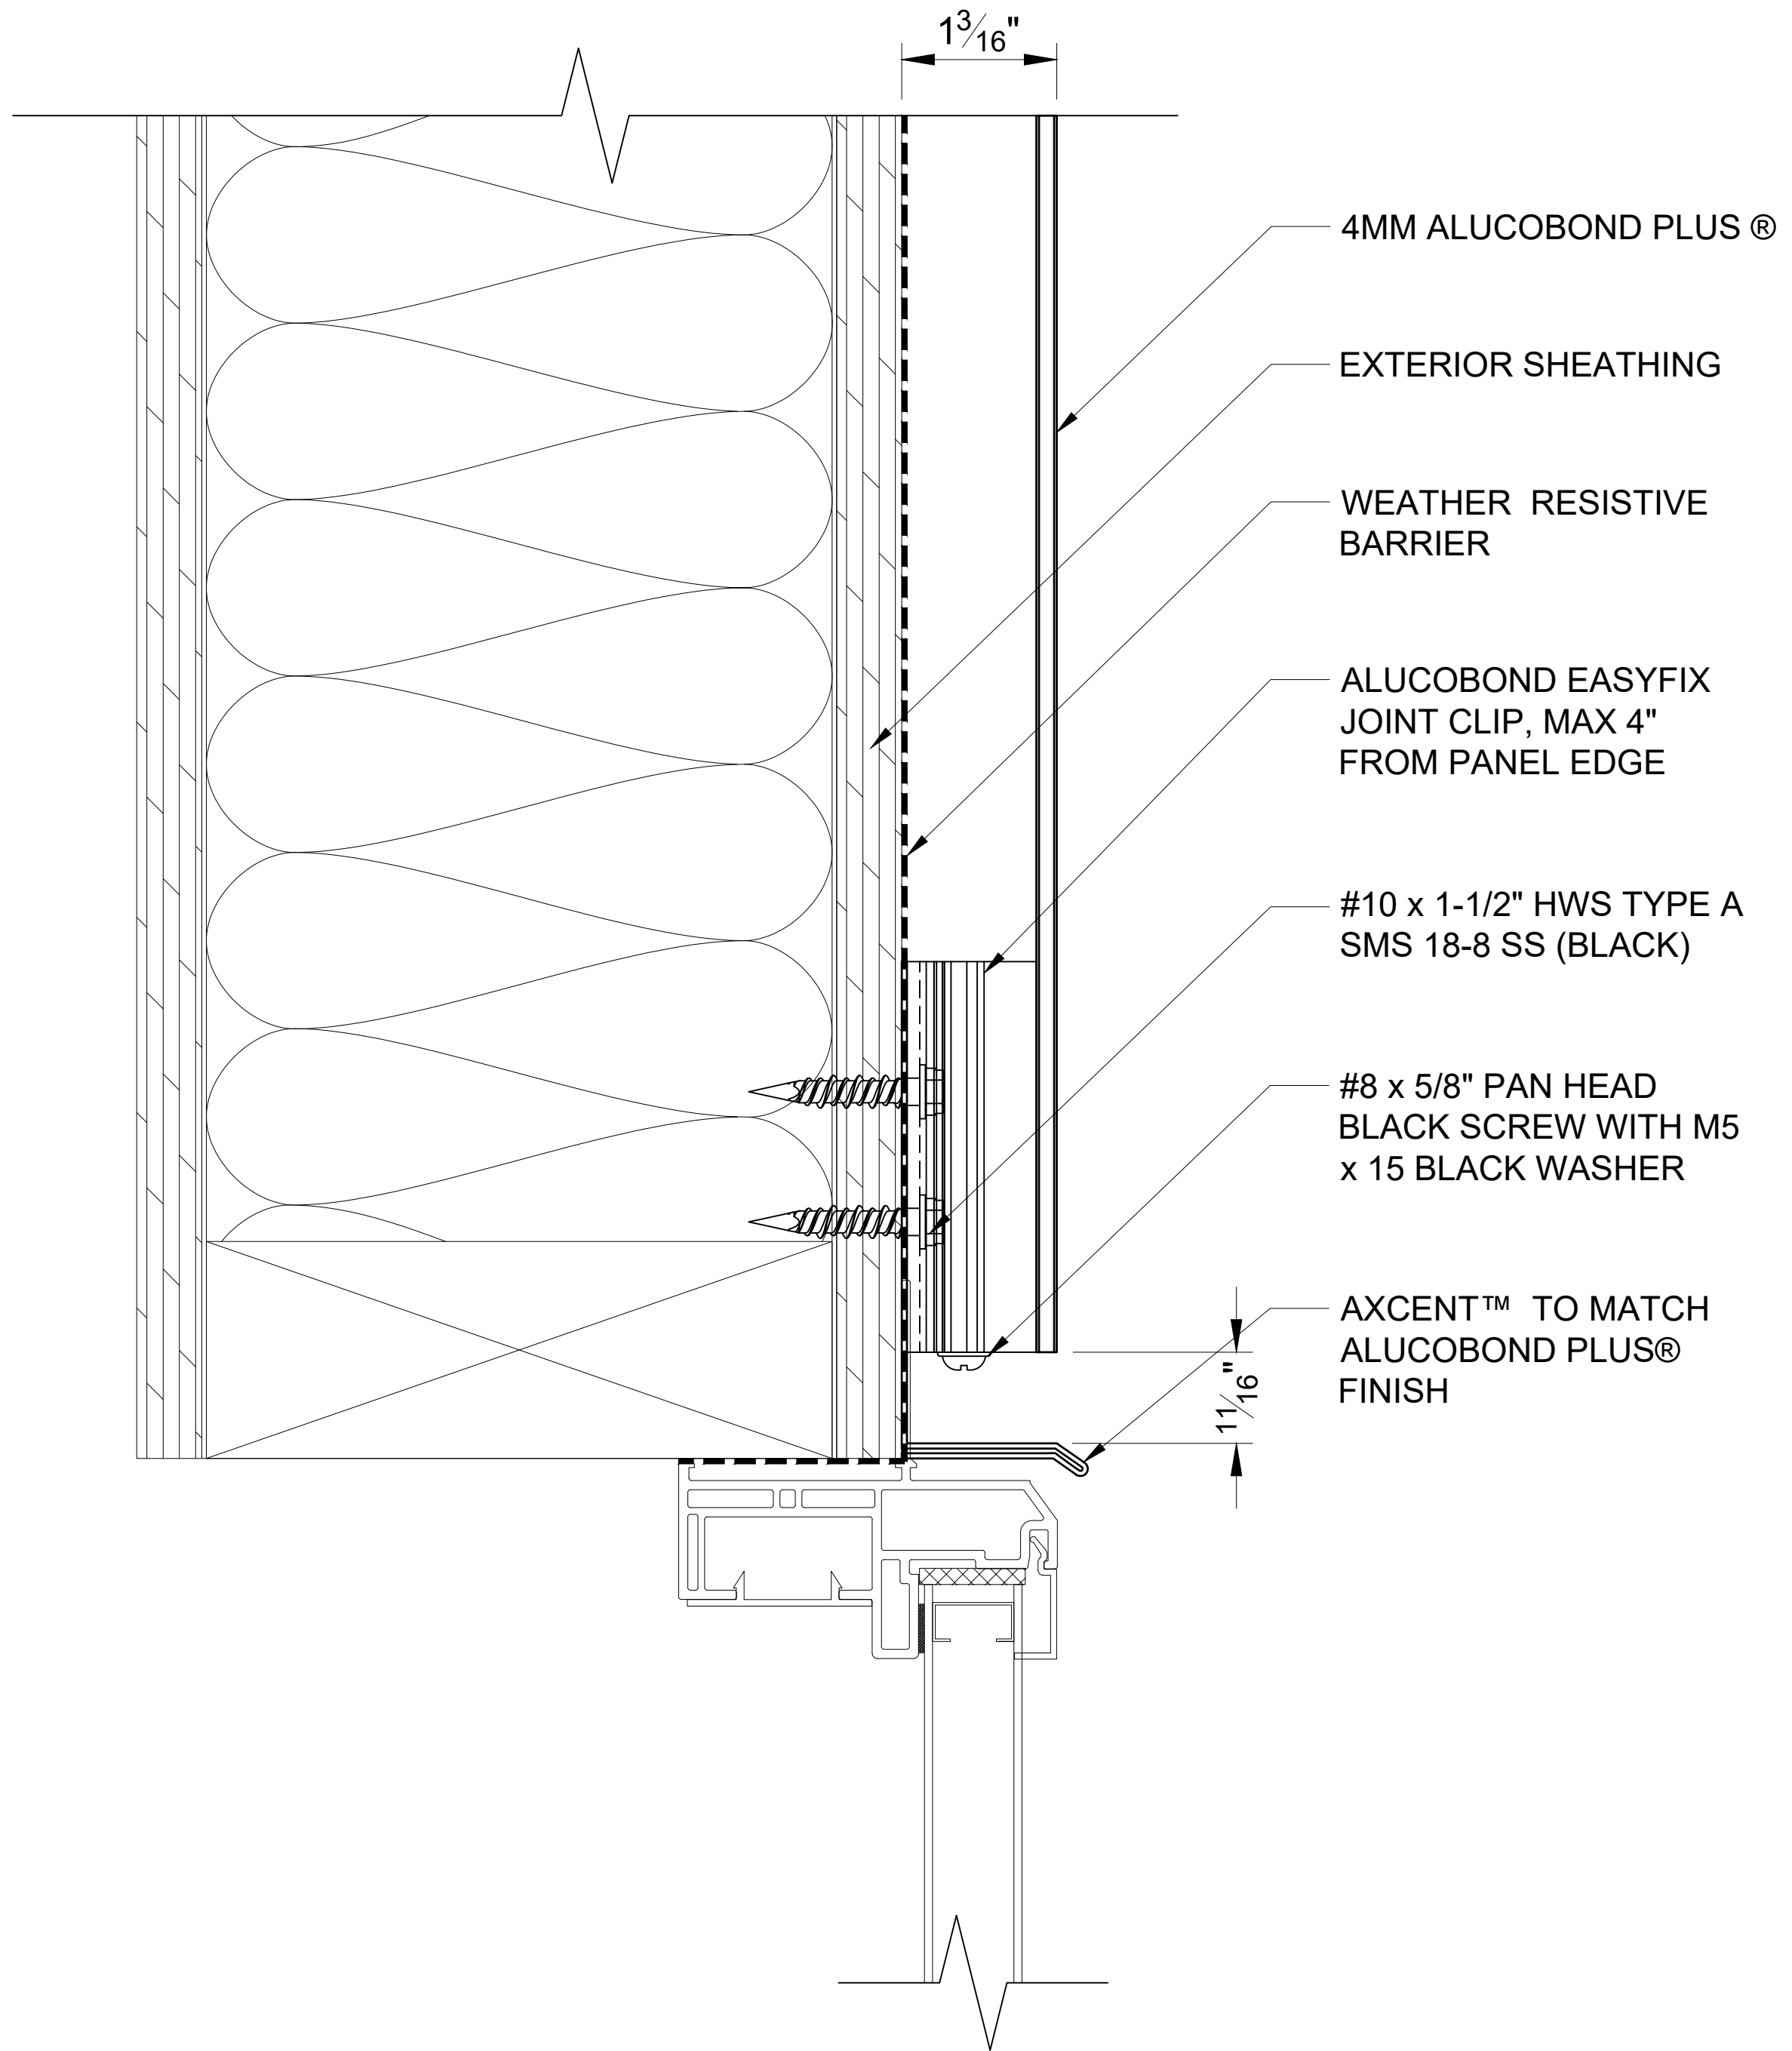 1 3/16"
4MM ALUCOBOND PLUS ®
EXTERIOR SHEATHING
WEATHER RESISTIVE
BARRIER
ALUCOBOND EASYFIX
JOINT CLIP, MAX 4"
FROM PANEL EDGE
#10 x 1-1/2" HWS TYPE A
SMS 18-8 SS (BLACK)
#8 x 5/8" PAN HEAD
BLACK SCREW WITH M5
x 15 BLACK WASHER
AXCENT™ TO MATCH
ALUCOBOND PLUS®
FINISH
11/16"